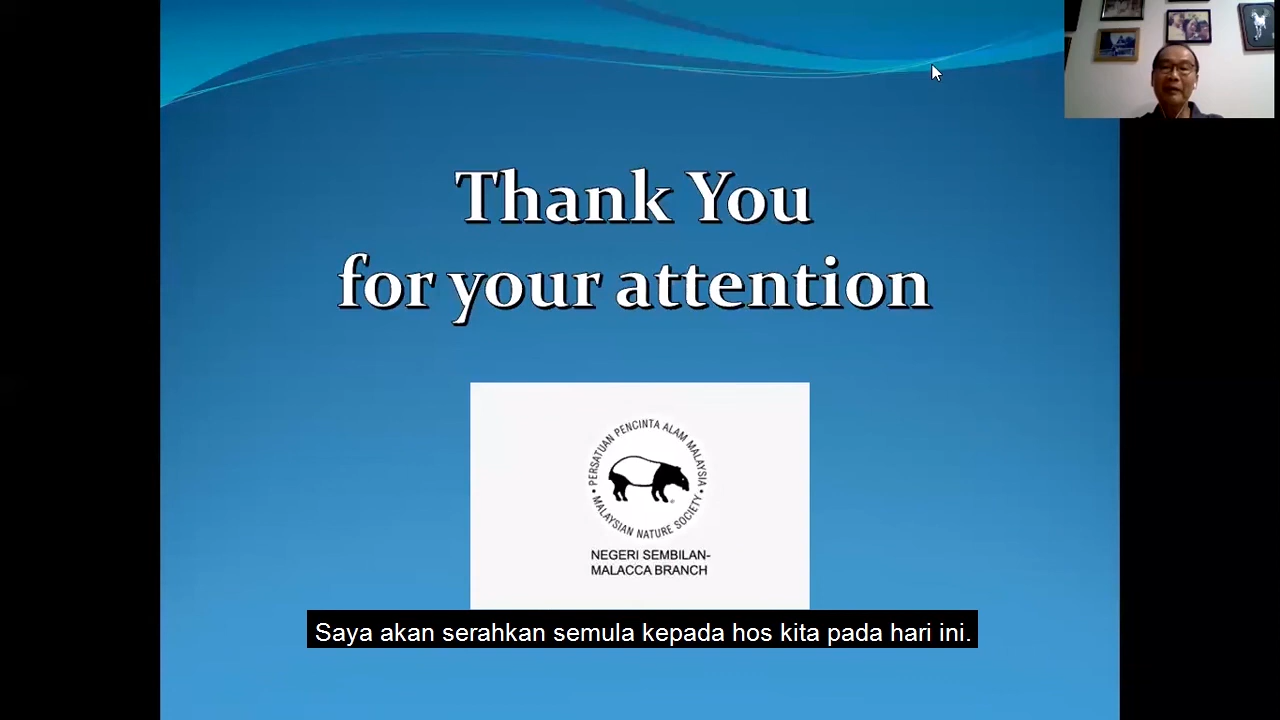 Thank You
for your attention
• PERSATUAN PENCINTA ALAM MALAYSIA •
MALAYSIAN NATURE SOCIETY
NEGERI SEMBILAN-
MALACCA BRANCH
Saya akan serahkan semula kepada hos kita pada hari ini.